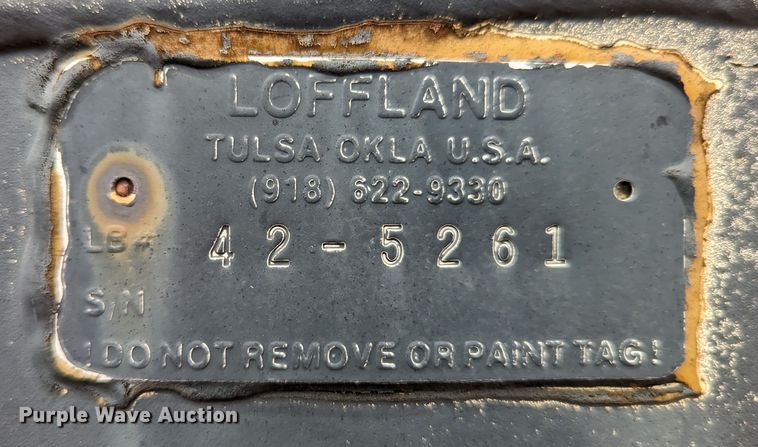 LOFFLAND
TULSA OKLA U.S.A.
(918) 622-9330
LB# 42-5261
S/N
! DO NOT REMOVE OR PAINT TAG !
Purple Wave Auction